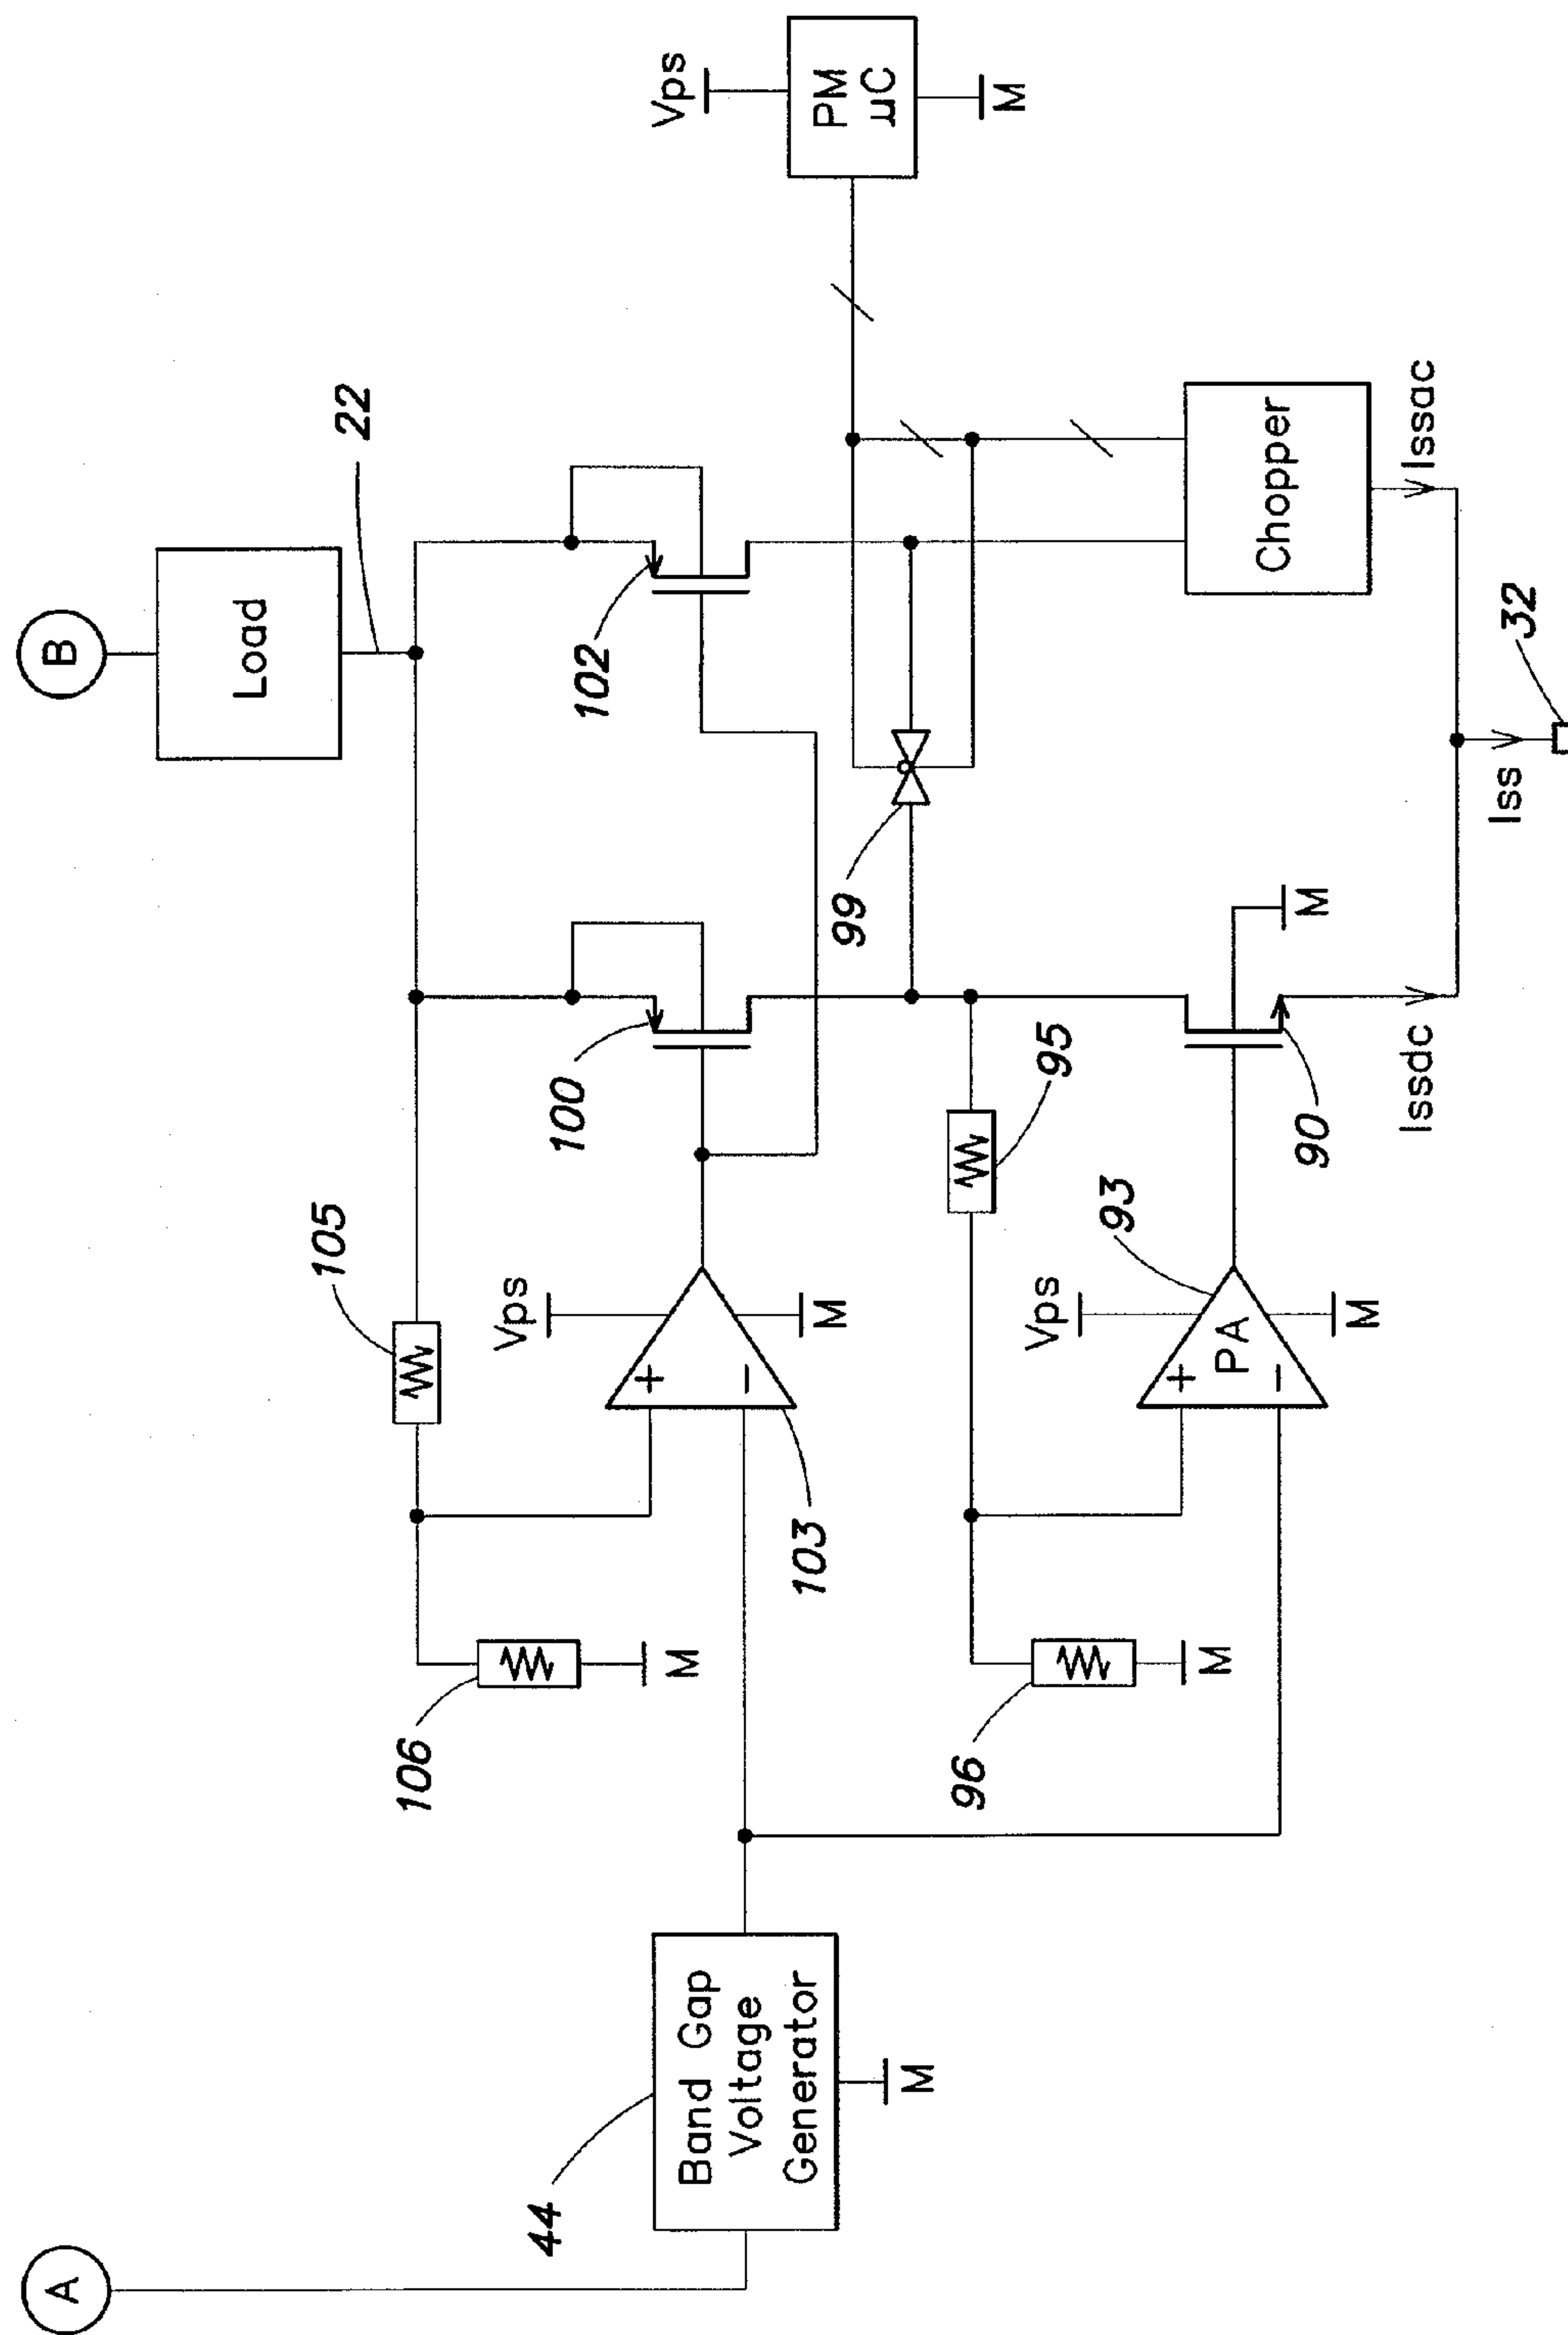 A
44
Band Gap
Voltage
Generator
M
106
M
105
Vps
+
−
M
103
100
B
Load
22
102
Vps
PM
µC
M
99
96
M
95
Vps
93
+
PA
−
M
M
90
Chopper
Issdc
Issac
Iss
32